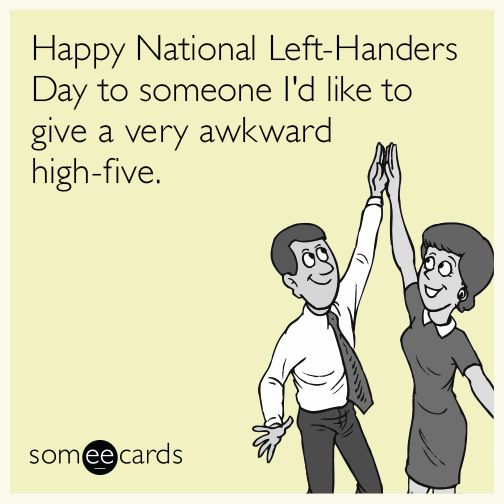 Happy National Left-Handers
Day to someone I'd like to
give a very awkward
high-five.
someecards